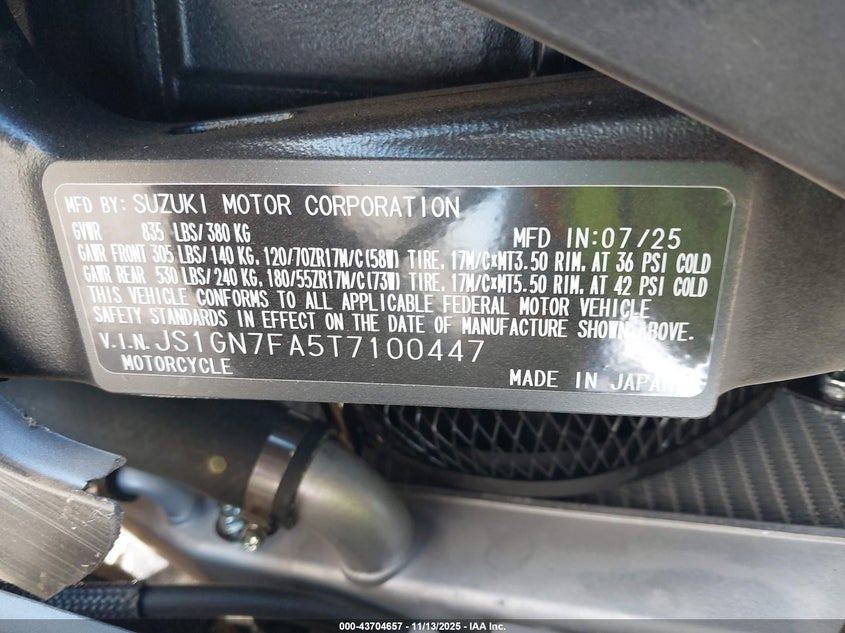 MFD BY: SUZUKI MOTOR CORPORATION
GVWR 835 LBS/ 380 KG MFD IN: 07/25
GAWR FRONT 305 LBS/ 140 KG, 120/70ZR17M/C(58W) TIRE, 17M/C×MT3.50 RIM, AT 36 PSI COLD
GAWR REAR 530 LBS/ 240 KG, 180/55ZR17M/C(73W) TIRE, 17M/C×MT5.50 RIM, AT 42 PSI COLD
THIS VEHICLE CONFORMS TO ALL APPLICABLE FEDERAL MOTOR VEHICLE
SAFETY STANDARDS IN EFFECT ON THE DATE OF MANUFACTURE SHOWN ABOVE.
V.I.N. JS1GN7FA5T7100447
MOTORCYCLE MADE IN JAPAN
000-43704657 - 11/13/2025 - IAA Inc.